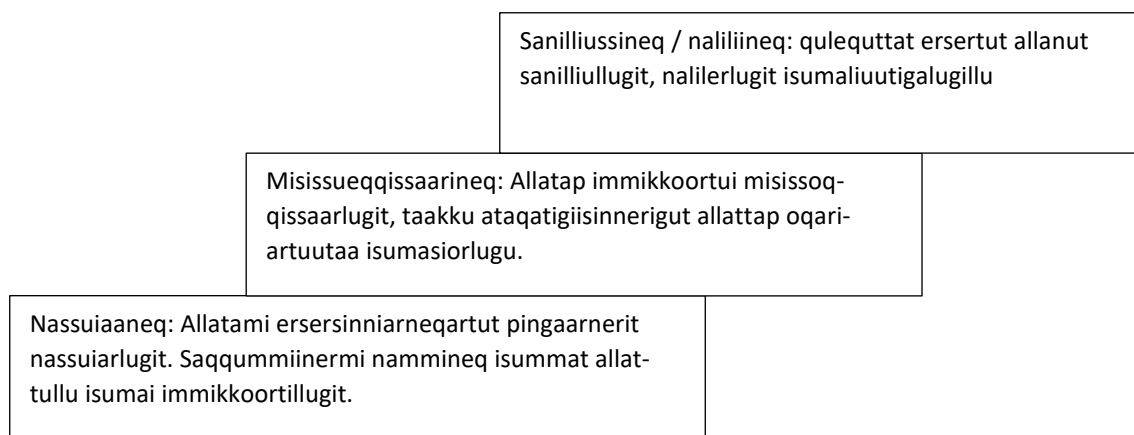 Sanilliussineq / naliliineq: qulequttat ersertut allanut
sanilliullugit, nalilerlugit isumaliuutigalugillu
Misissueqqissaarineq: Allatap immikkoortui misissoq-
qissaarlugit, taakku ataqatigiisinnerigut allattap oqari-
artuutaa isumasiorlugu.
Nassuiaaneq: Allatami ersersinniarneqartut pingaarnerit
nassuiarlugit. Saqqummiinermi nammineq isummat allat-
tullu isumai immikkoortillugit.